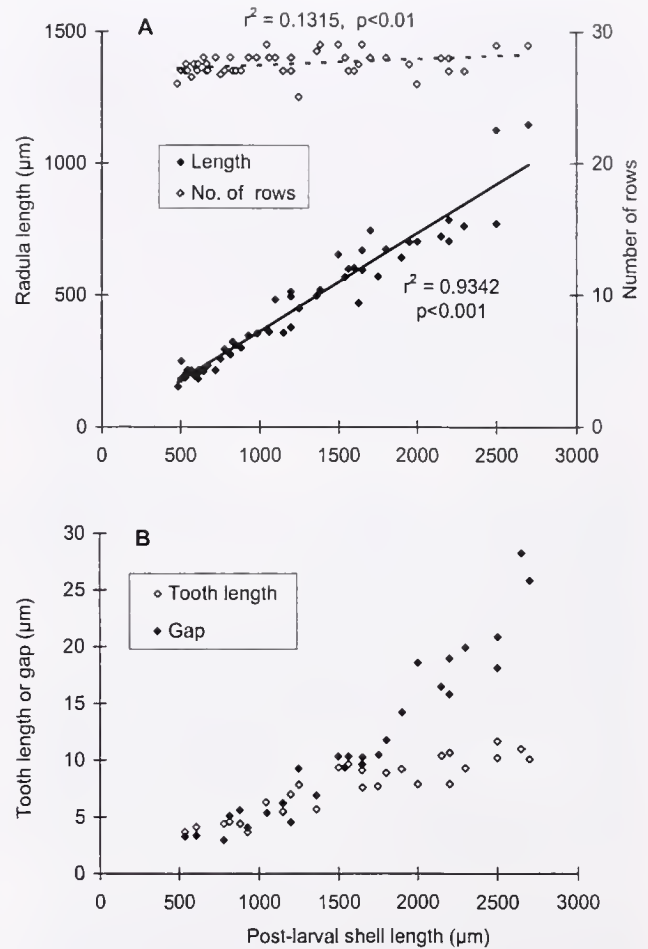 r² = 0.1315, p<0.01
A
1500
30
1000
20
500
10
0
0
Radula length (µm)
Number of rows
Length
No. of rows
r² = 0.9342
p<0.001
0 500 1000 1500 2000 2500 3000
B
30
25
20
15
10
5
0
Tooth length or gap (µm)
Tooth length
Gap
0 500 1000 1500 2000 2500 3000
Post-larval shell length (µm)